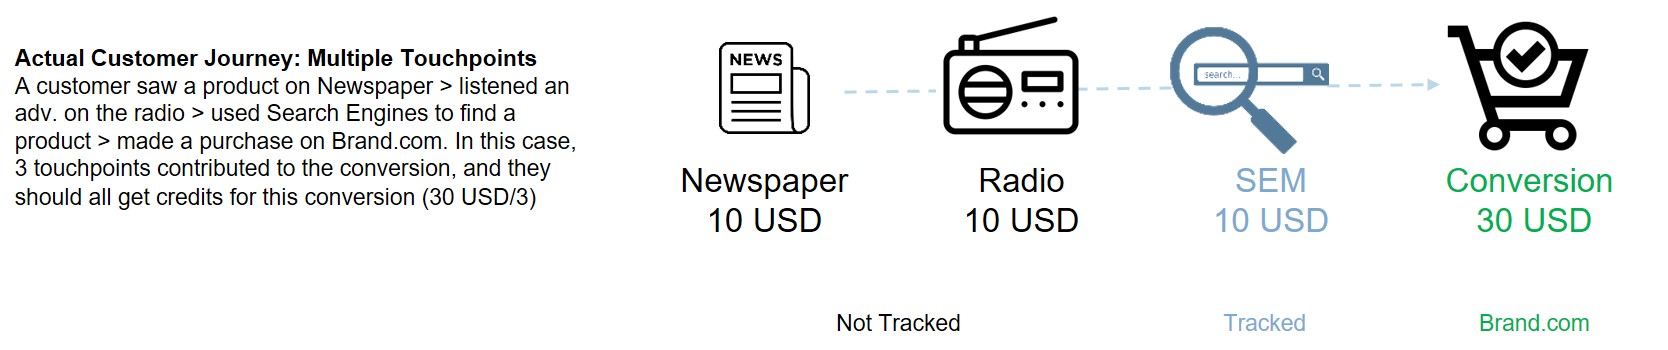 Actual Customer Journey: Multiple Touchpoints
A customer saw a product on Newspaper > listened an
adv. on the radio > used Search Engines to find a
product > made a purchase on Brand.com. In this case,
3 touchpoints contributed to the conversion, and they
should all get credits for this conversion (30 USD/3)
NEWS
search...
Newspaper
10 USD
Radio
10 USD
SEM
10 USD
Conversion
30 USD
Not Tracked
Tracked
Brand.com